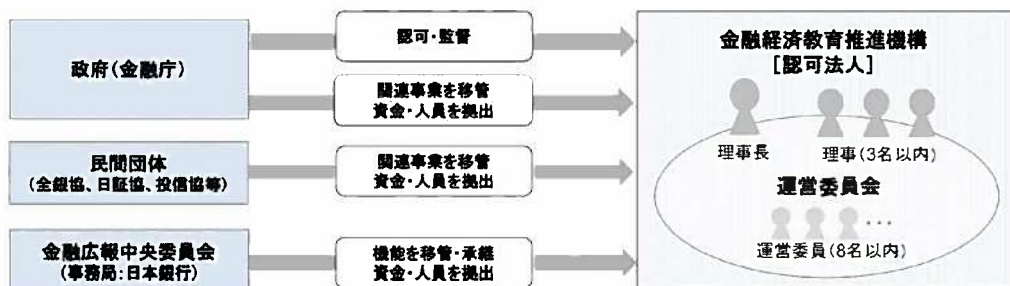 政府(金融庁)
認可・監督
関連事業を移管
資金・人員を拠出
民間団体
(全銀協、日証協、投信協等)
関連事業を移管
資金・人員を拠出
金融広報中央委員会
(事務局:日本銀行)
機能を移管・承継
資金・人員を拠出
金融経済教育推進機構
[認可法人]
理事長
理事(3名以内)
運営委員会
・・・
運営委員(8名以内)